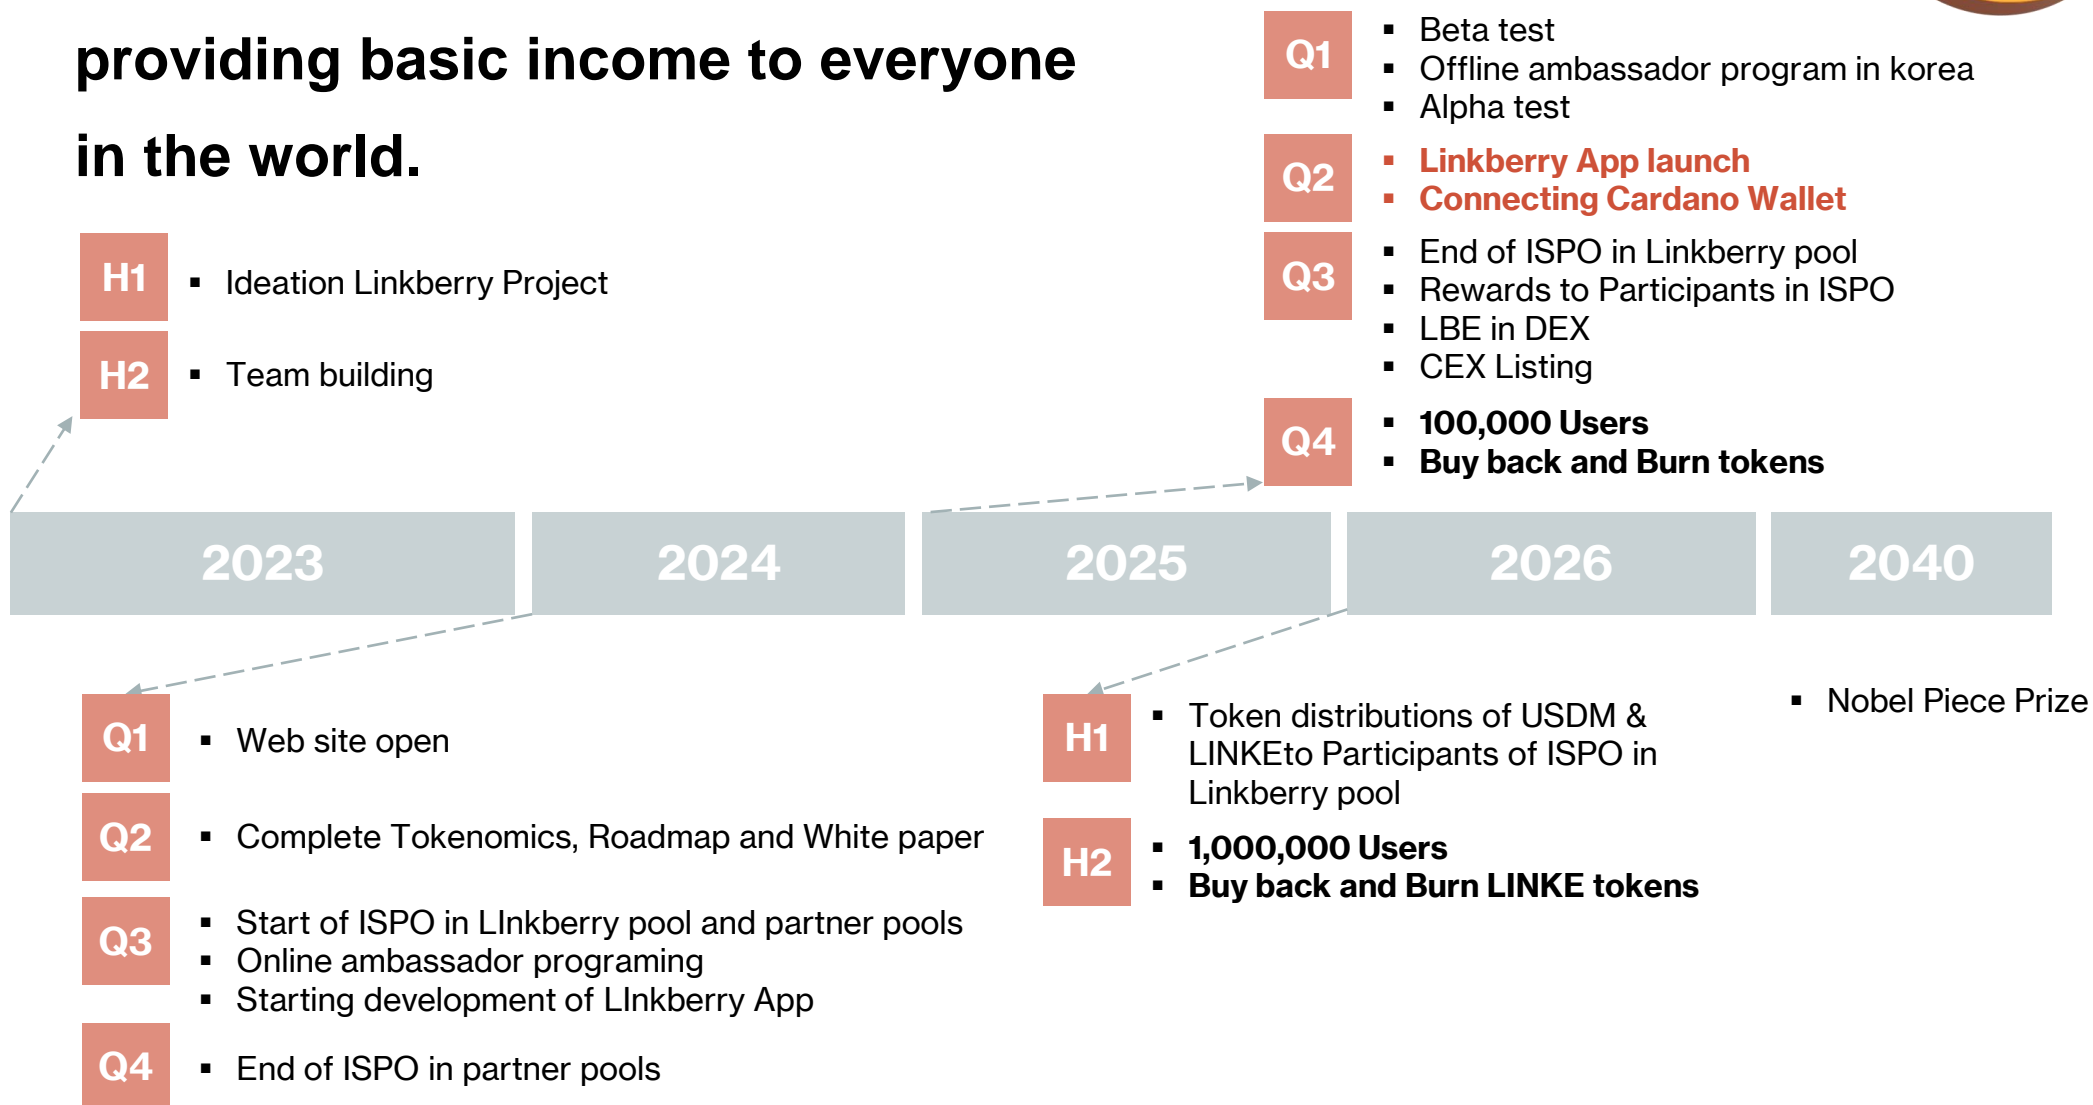 providing basic income to everyone
in the world.
H1
▪ Ideation Linkberry Project
H2
▪ Team building
Q1
▪ Beta test
▪ Offline ambassador program in korea
▪ Alpha test
Q2
▪ Linkberry App launch
▪ Connecting Cardano Wallet
Q3
▪ End of ISPO in Linkberry pool
▪ Rewards to Participants in ISPO
▪ LBE in DEX
▪ CEX Listing
Q4
▪ 100,000 Users
▪ Buy back and Burn tokens
2023
2024
2025
2026
2040
Q1
▪ Web site open
Q2
▪ Complete Tokenomics, Roadmap and White paper
Q3
▪ Start of ISPO in LInkberry pool and partner pools
▪ Online ambassador programing
▪ Starting development of LInkberry App
Q4
▪ End of ISPO in partner pools
H1
▪ Token distributions of USDM &
LINKEto Participants of ISPO in
Linkberry pool
H2
▪ 1,000,000 Users
▪ Buy back and Burn LINKE tokens
▪ Nobel Piece Prize